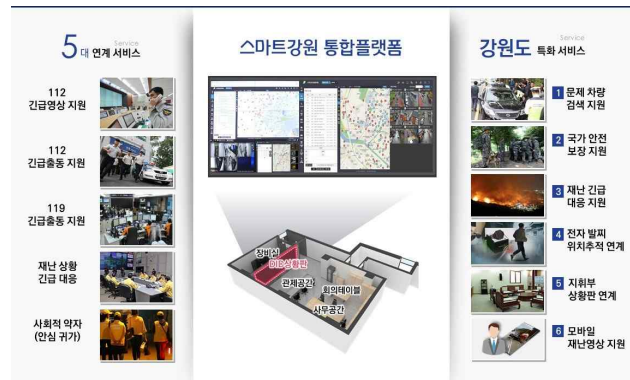 Service
5대 연계 서비스
112
긴급영상 지원
112
긴급출동 지원
119
긴급출동 지원
재난 상황
긴급 대응
사회적 약자
(안심 귀가)
스마트강원 통합플랫폼
장비실
DID상황판
관제공간
회의테이블
사무공간
Service
강원도 특화 서비스
1 문제 차량
검색 지원
2 국가 안전
보장 지원
3 재난 긴급
대응 지원
4 전자 발찌
위치추적 연계
5 지휘부
상황판 연계
6 모바일
재난영상 지원